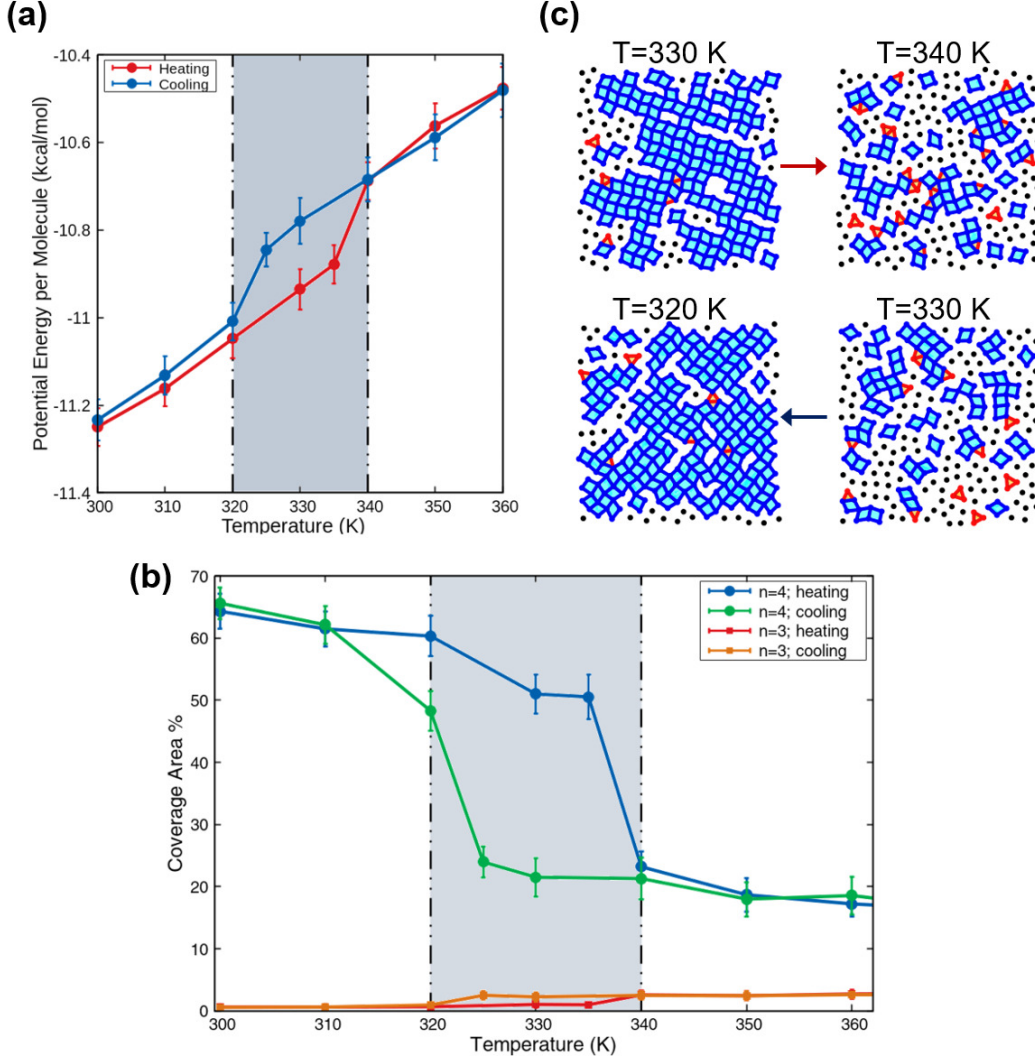 (a)
Potential Energy per Molecule (kcal/mol)
-10.4
-10.6
-10.8
-11
-11.2
-11.4
Heating
Cooling
300 310 320 330 340 350 360
Temperature (K)
(c)
T=330 K
T=340 K
T=320 K
T=330 K
(b)
Coverage Area %
70
60
50
40
30
20
10
0
n=4; heating
n=4; cooling
n=3; heating
n=3; cooling
300 310 320 330 340 350 360
Temperature (K)